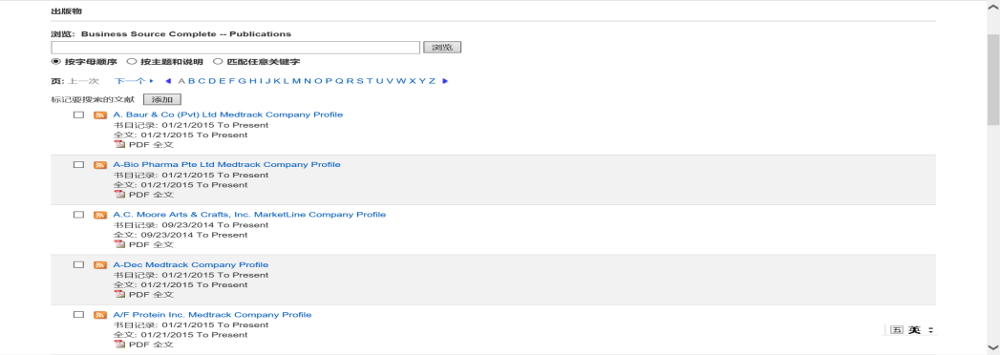 出版物
浏览: Business Source Complete -- Publications
浏览
按字母顺序 按主题和说明 匹配任意关键字
页: 上一次 下一个 A B C D E F G H I J K L M N O P Q R S T U V W X Y Z
标记要搜索的文献 添加
A. Baur & Co (Pvt) Ltd Medtrack Company Profile
书目记录: 01/21/2015 To Present
全文: 01/21/2015 To Present
PDF 全文
A-Bio Pharma Pte Ltd Medtrack Company Profile
书目记录: 01/21/2015 To Present
全文: 01/21/2015 To Present
PDF 全文
A.C. Moore Arts & Crafts, Inc. MarketLine Company Profile
书目记录: 09/23/2014 To Present
全文: 09/23/2014 To Present
PDF 全文
A-Dec Medtrack Company Profile
书目记录: 01/21/2015 To Present
全文: 01/21/2015 To Present
PDF 全文
A/F Protein Inc. Medtrack Company Profile
书目记录: 01/21/2015 To Present
全文: 01/21/2015 To Present
PDF 全文
五 英